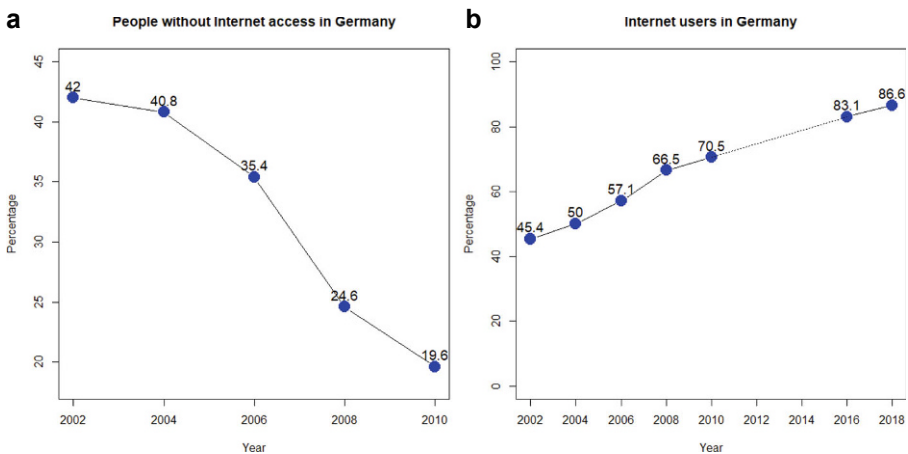 a
People without Internet access in Germany
45
40
35
30
25
20
Percentage
42
40.8
35.4
24.6
19.6
2002 2004 2006 2008 2010
Year
b
Internet users in Germany
100
80
60
40
20
0
Percentage
45.4
50
57.1
66.5
70.5
83.1
86.6
2002 2004 2006 2008 2010 2012 2014 2016 2018
Year